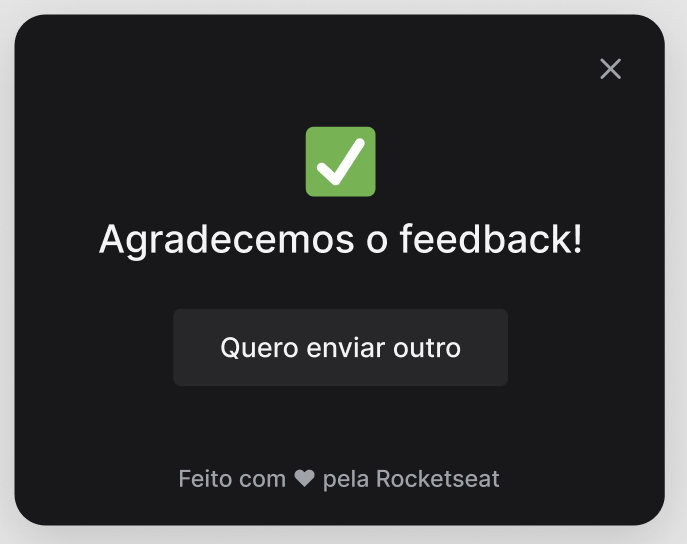 Agradecemos o feedback!
Quero enviar outro
Feito com ♥ pela Rocketseat